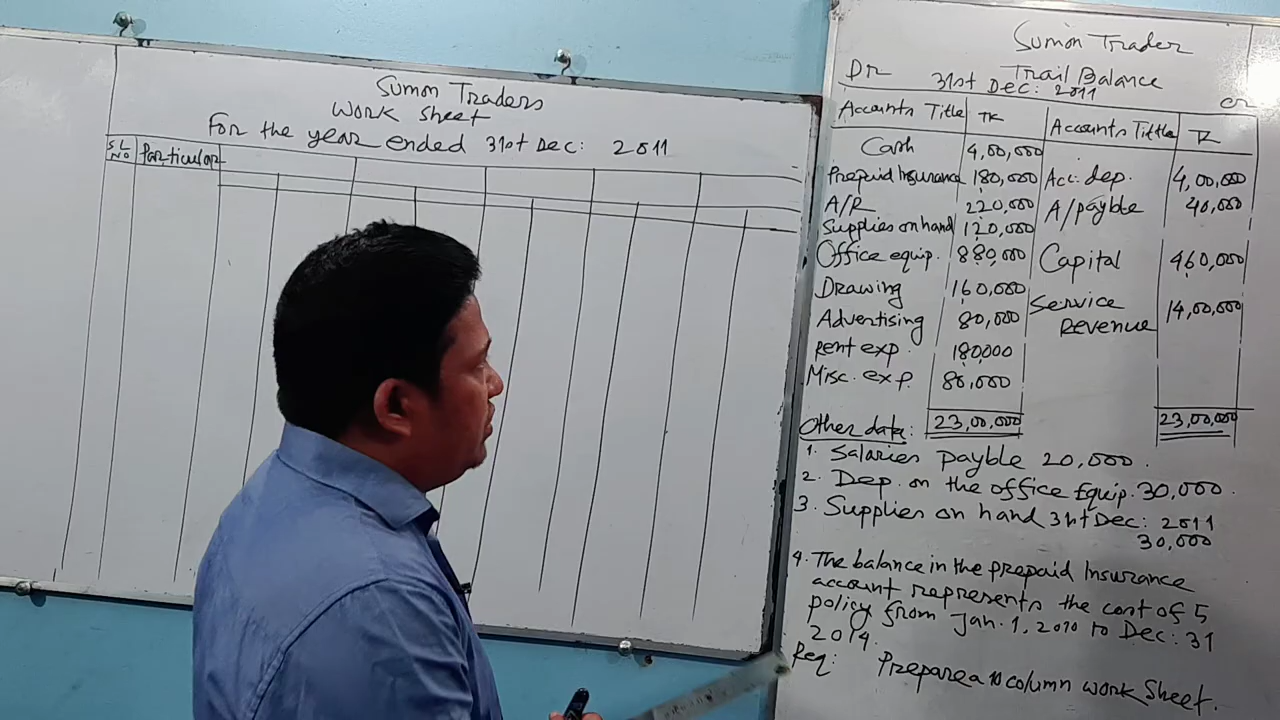 Sumon Traders
Work Sheet
For the year ended 31st Dec: 2011
S.L NO Particular
Sumon Trader
Trail Balance
Dr 31st Dec: 2011 cr
Accounts Title TK Accounts Tittle TK
Cash 4,00,000
Prepaid Insurance 180,000 Acc. dep. 4,00,000
A/R 220,000 A/payble 40,000
Supplies on hand 120,000
Office equip. 880,000 Capital 460,000
Drawing 160,000 Service Revenue 14,00,000
Advertising 80,000
Rent exp. 180,000
Misc. exp. 80,000
23,00,000 23,00,000
Other data:
1. Salaries payble 20,000.
2. Dep. on the office Equip. 30,000.
3. Supplies on hand 31st Dec: 2011
30,000
4. The balance in the prepaid Insurance
account represents the cost of 5
policy from Jan. 1, 2010 to Dec: 31
2014.
Req: Prepare a 10 column work Sheet.